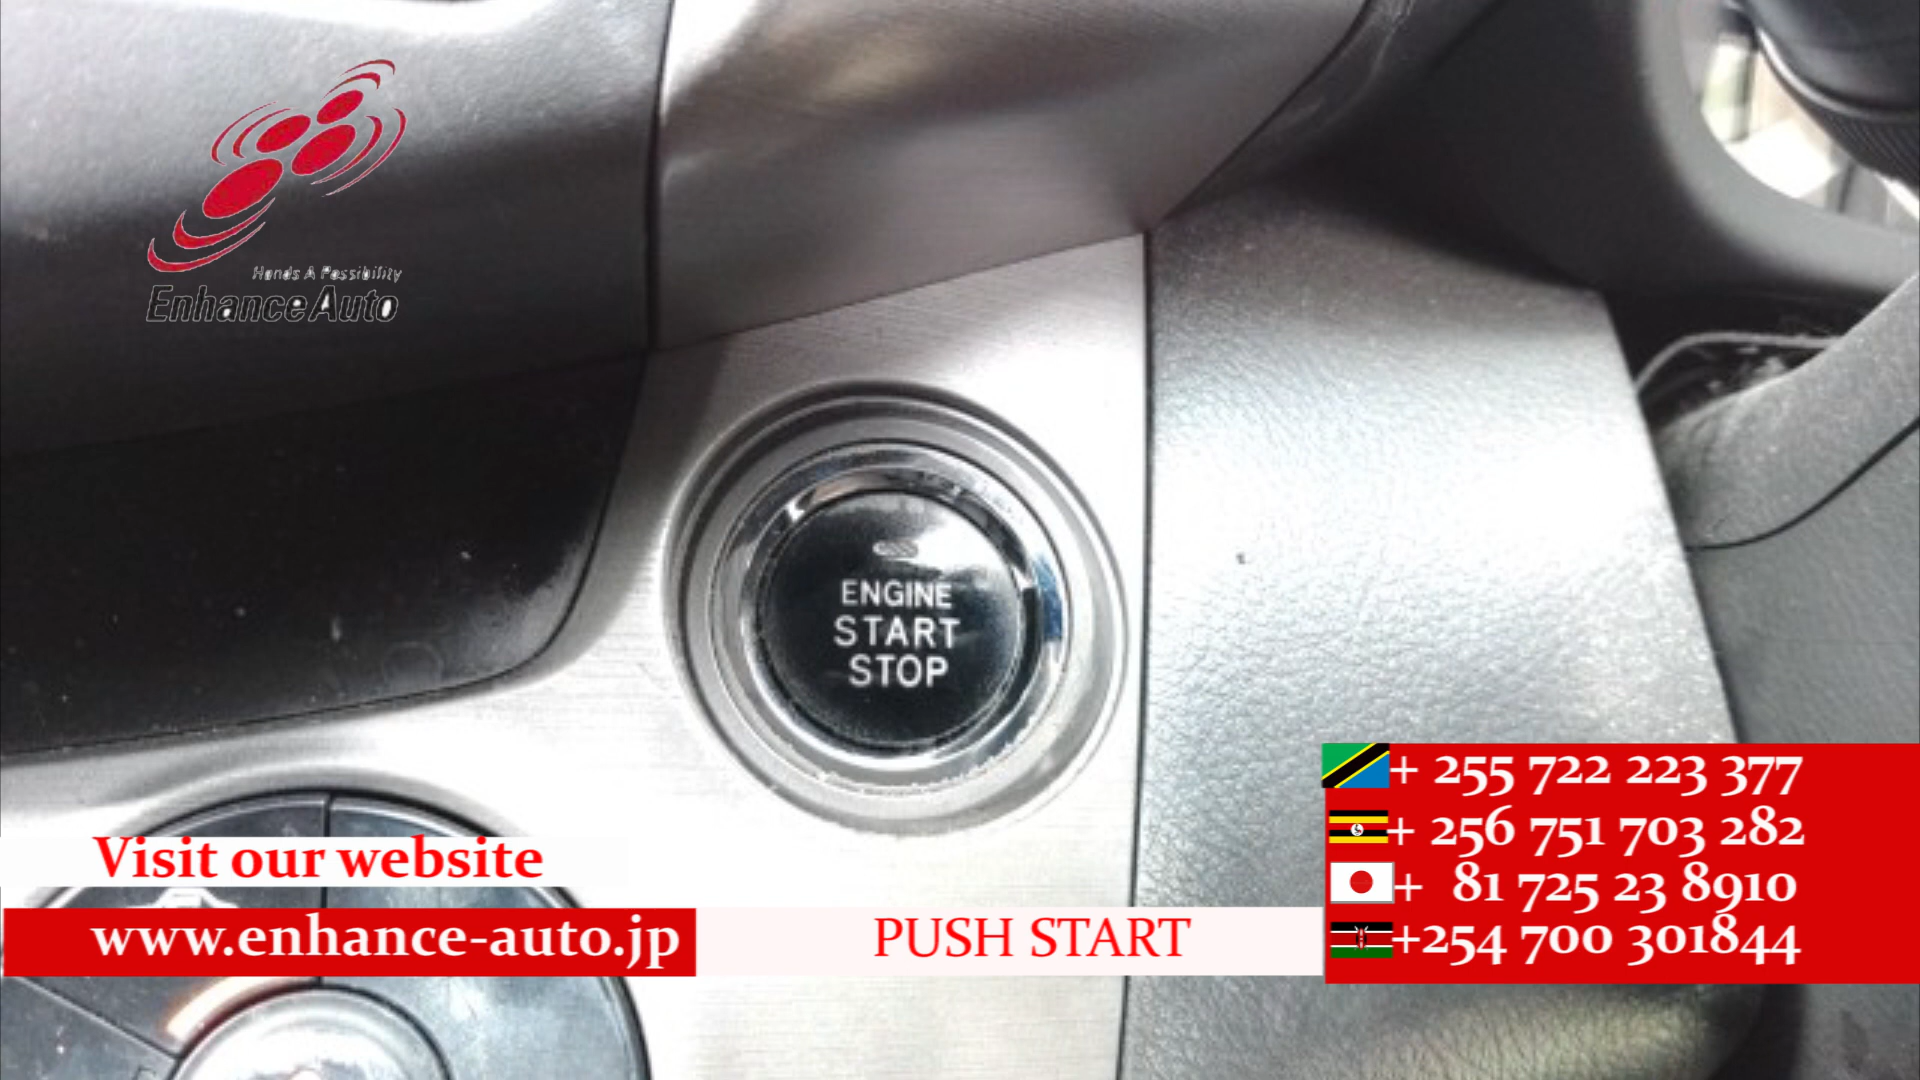 Hands A Possibility
EnhanceAuto
ENGINE
START
STOP
Visit our website
www.enhance-auto.jp
PUSH START
+ 255 722 223 377
+ 256 751 703 282
+ 81 725 23 8910
+254 700 301844